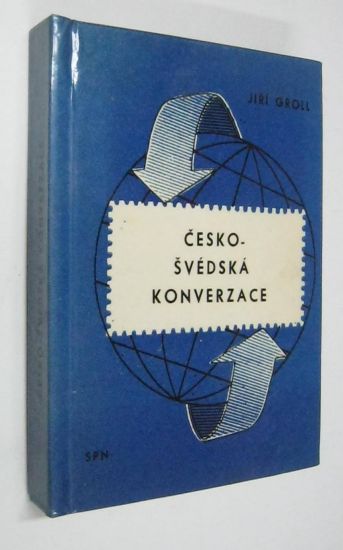 JIŘÍ GROLL
ČESKO-
ŠVÉDSKÁ
KONVERZACE
SPN